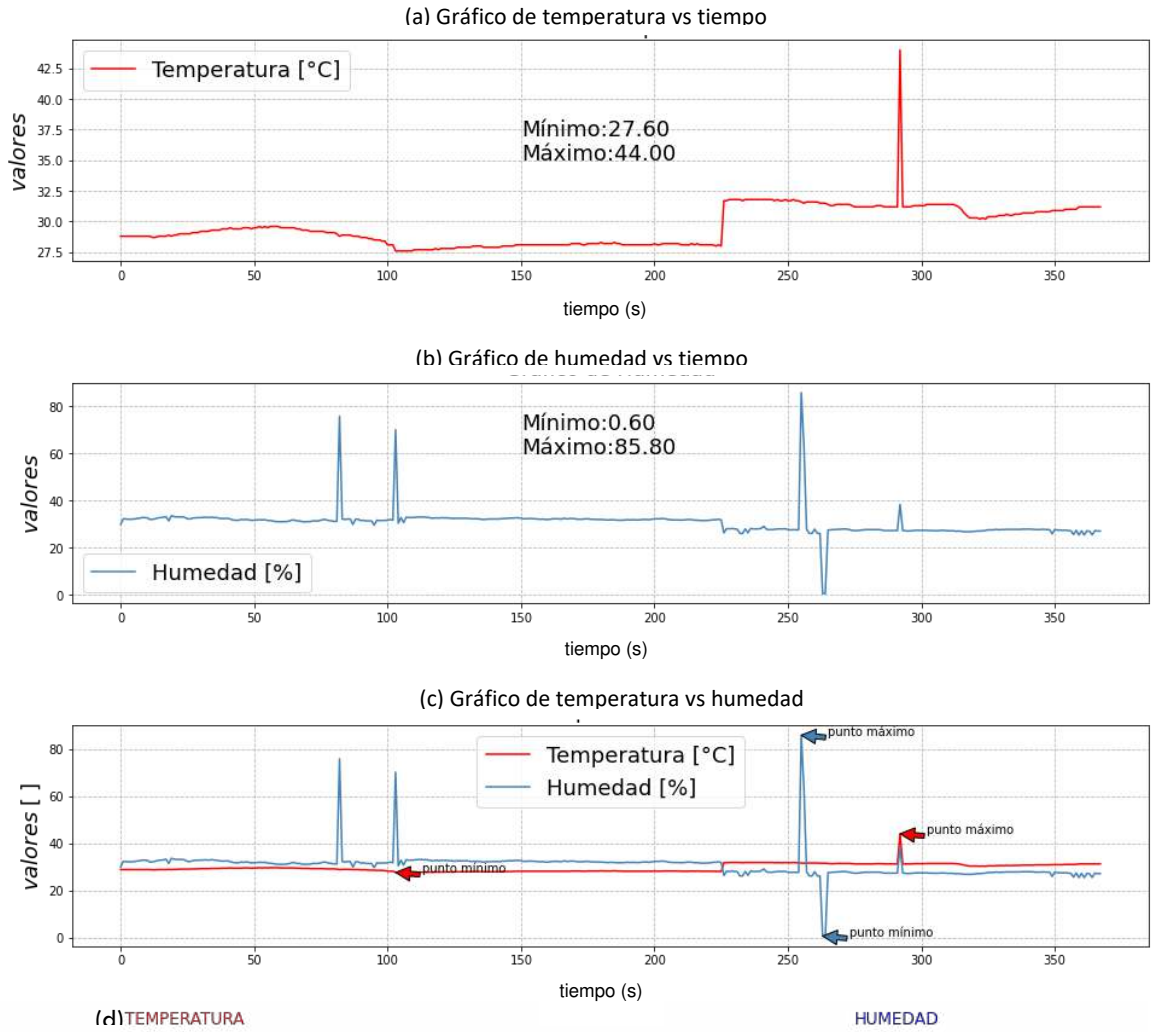 (a) Gráfico de temperatura vs tiempo
Temperatura [°C]
Mínimo:27.60
Máximo:44.00
valores
42.5
40.0
37.5
35.0
32.5
30.0
27.5
0 50 100 150 200 250 300 350
tiempo (s)
(b) Gráfico de humedad vs tiempo
Mínimo:0.60
Máximo:85.80
Humedad [%]
valores
80
60
40
20
0
0 50 100 150 200 250 300 350
tiempo (s)
(c) Gráfico de temperatura vs humedad
Temperatura [°C]
Humedad [%]
punto máximo
punto máximo
punto mínimo
punto mínimo
valores [ ]
80
60
40
20
0
0 50 100 150 200 250 300 350
tiempo (s)
(d) TEMPERATURA HUMEDAD